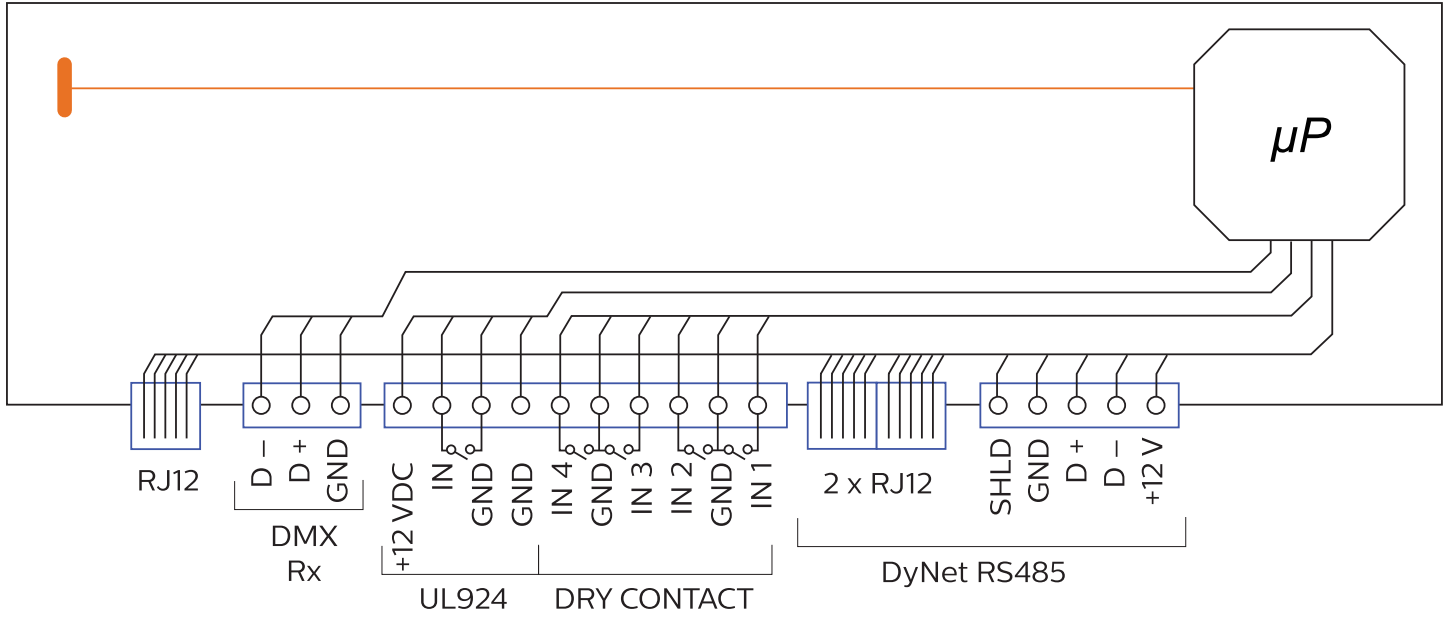 µP
RJ12
D –
D +
GND
DMX
Rx
+12 VDC
IN
GND
GND
UL924
IN 4
GND
IN 3
IN 2
GND
IN 1
DRY CONTACT
2 x RJ12
SHLD
GND
D +
D –
+12 V
DyNet RS485